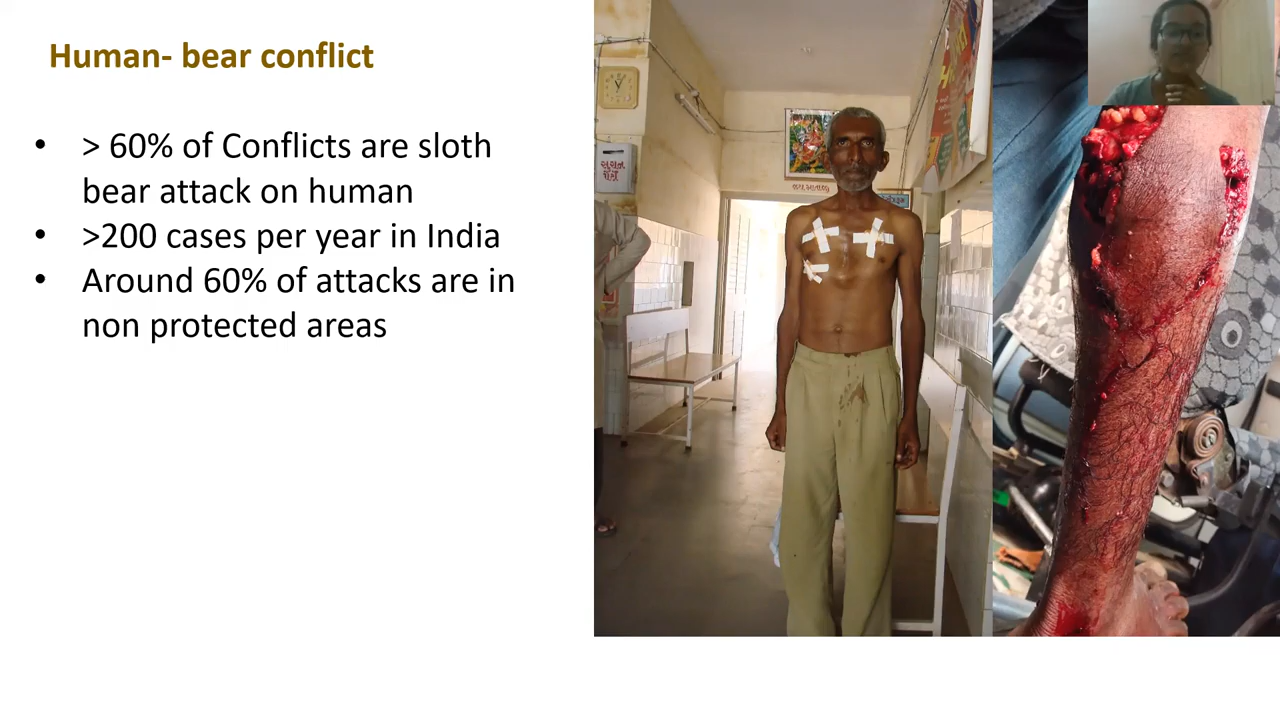 Human- bear conflict
• > 60% of Conflicts are sloth
bear attack on human
• >200 cases per year in India
• Around 60% of attacks are in
non protected areas